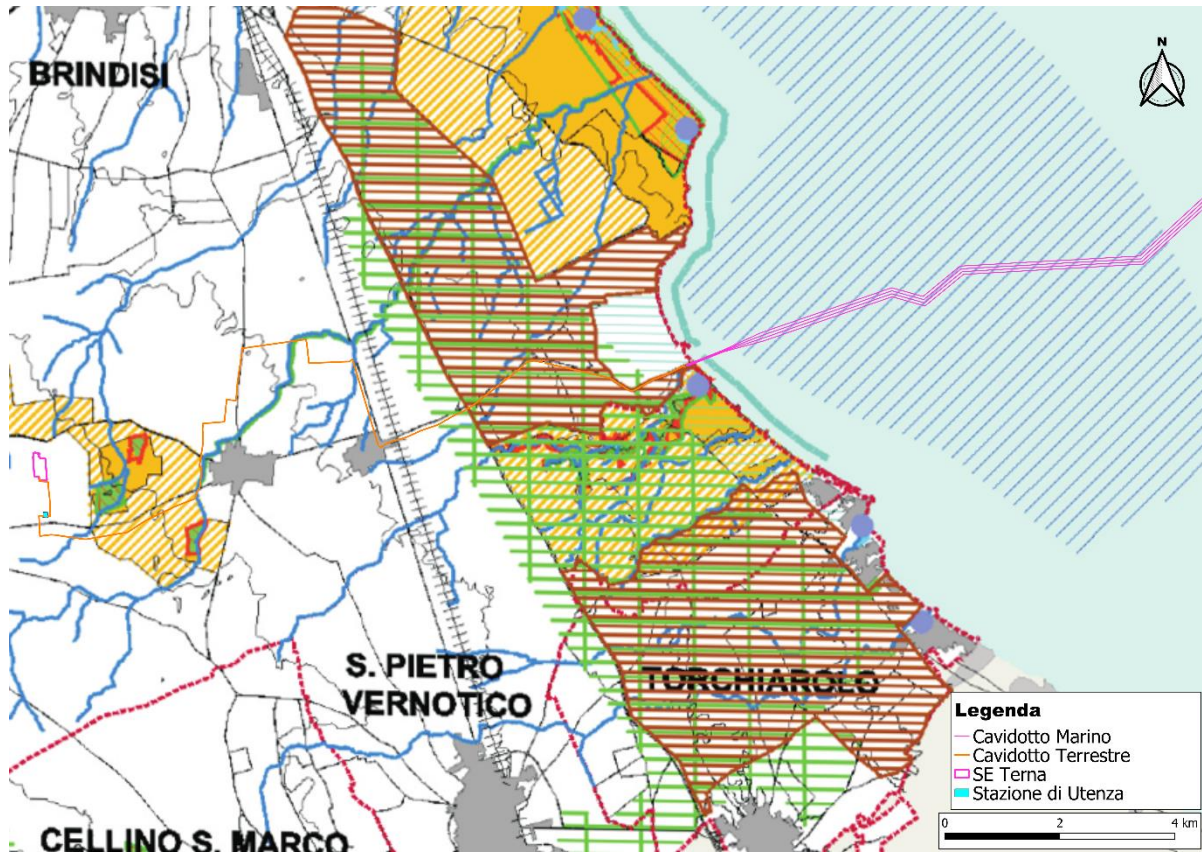 BRINDISI
N
S. PIETRO
VERNOTICO
TORCHIAROLO
CELLINO S. MARCO
Legenda
Cavidotto Marino
Cavidotto Terrestre
SE Terna
Stazione di Utenza
0 2 4 km